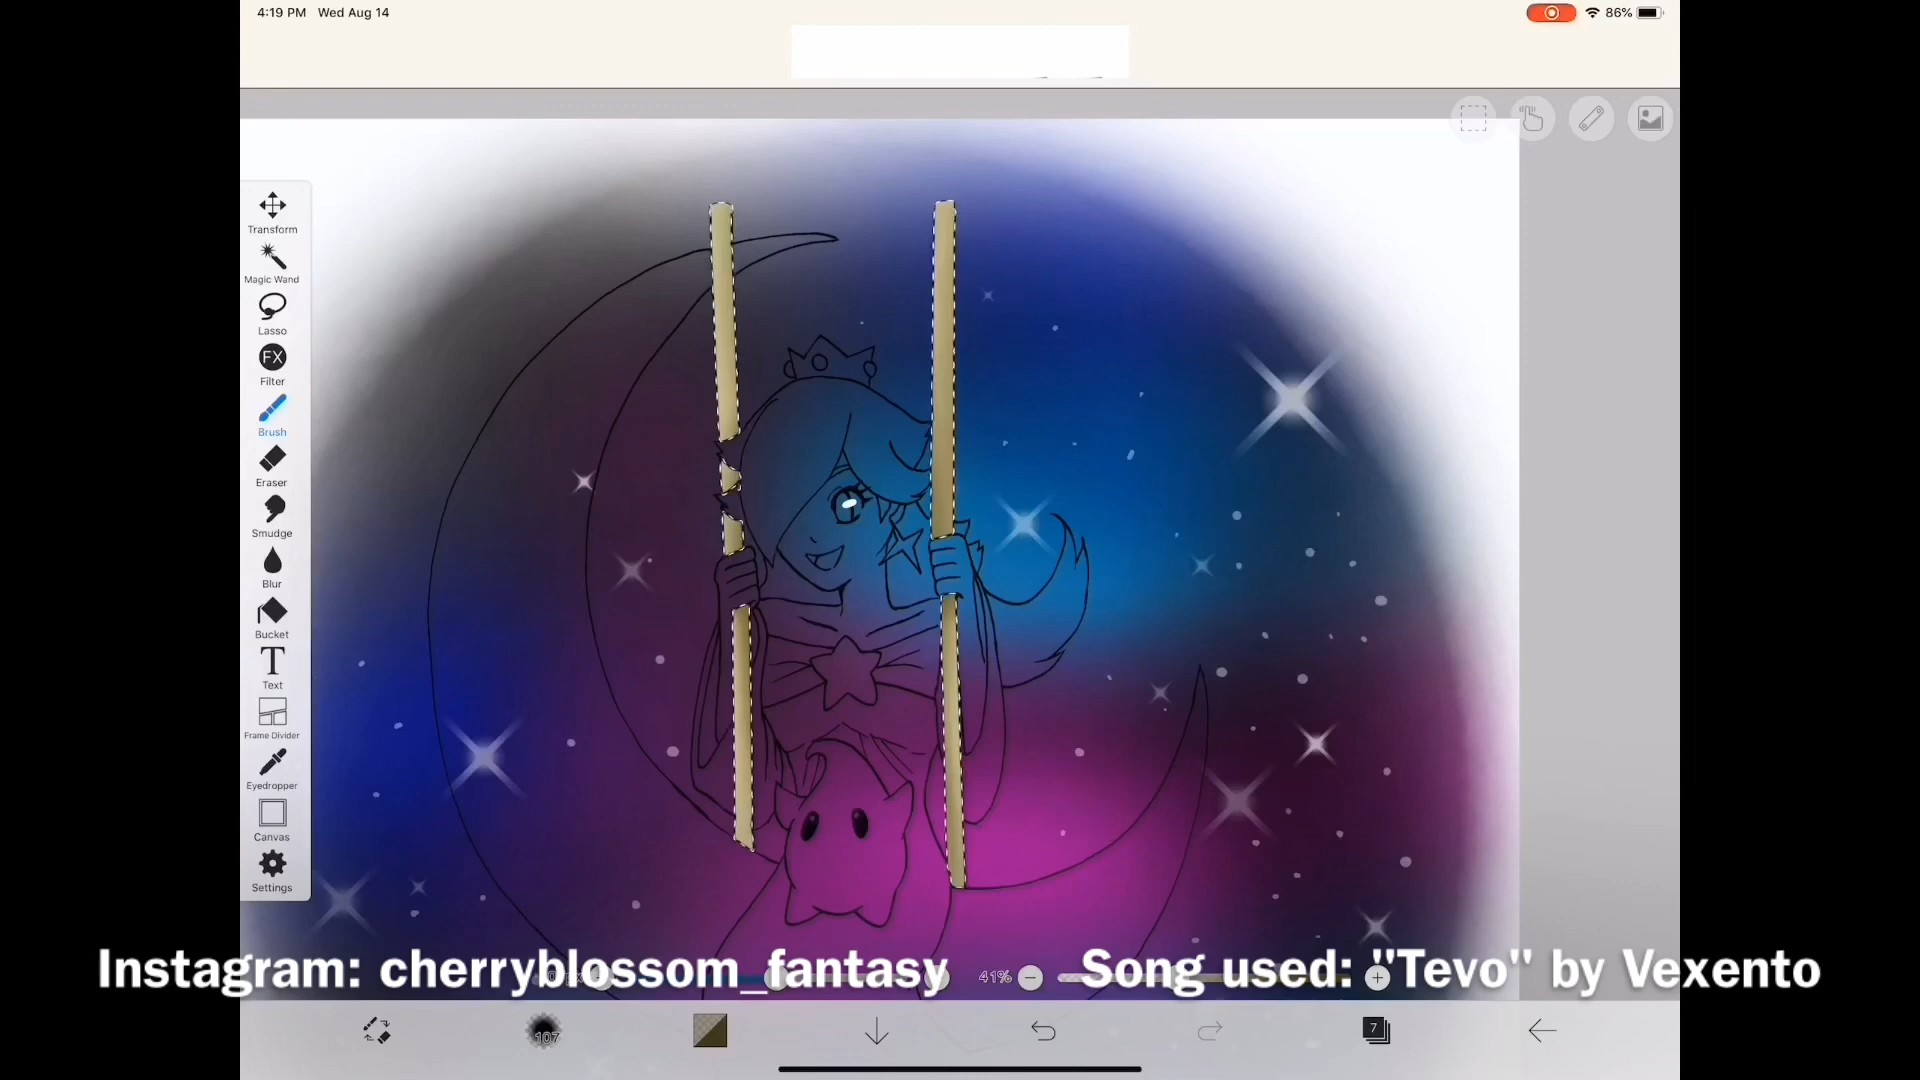 4:19 PM Wed Aug 14
86%
Transform
Magic Wand
Lasso
FX
Filter
Brush
Eraser
Smudge
Blur
Bucket
T
Text
Frame Divider
Eyedropper
Canvas
Settings
41%
Instagram: cherryblossom_fantasy
Song used: "Tevo" by Vexento
107
7